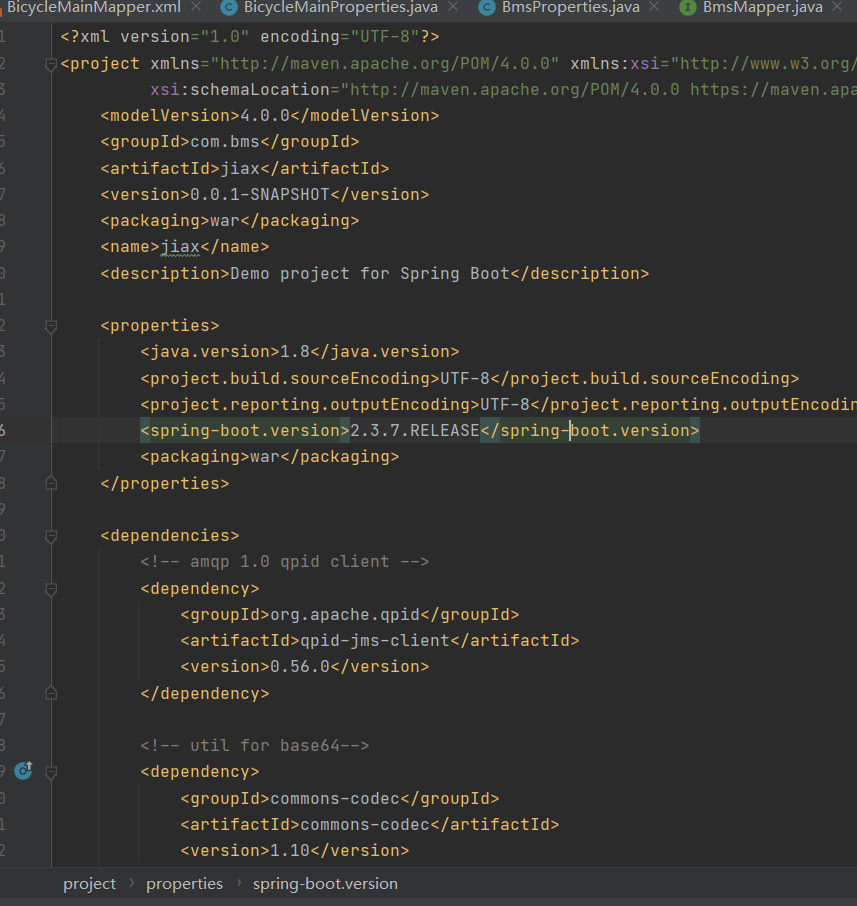 BicycleMainMapper.xml BicycleMainProperties.java BmsProperties.java BmsMapper.java
<?xml version="1.0" encoding="UTF-8"?>
<project xmlns="http://maven.apache.org/POM/4.0.0" xmlns:xsi="http://www.w3.org/
xsi:schemaLocation="http://maven.apache.org/POM/4.0.0 https://maven.apa
<modelVersion>4.0.0</modelVersion>
<groupId>com.bms</groupId>
<artifactId>jiax</artifactId>
<version>0.0.1-SNAPSHOT</version>
<packaging>war</packaging>
<name>jiax</name>
<description>Demo project for Spring Boot</description>
<properties>
<java.version>1.8</java.version>
<project.build.sourceEncoding>UTF-8</project.build.sourceEncoding>
<project.reporting.outputEncoding>UTF-8</project.reporting.outputEncodin
<spring-boot.version>2.3.7.RELEASE</spring-boot.version>
<packaging>war</packaging>
</properties>
<dependencies>
<!-- amqp 1.0 qpid client -->
<dependency>
<groupId>org.apache.qpid</groupId>
<artifactId>qpid-jms-client</artifactId>
<version>0.56.0</version>
</dependency>
<!-- util for base64-->
<dependency>
<groupId>commons-codec</groupId>
<artifactId>commons-codec</artifactId>
<version>1.10</version>
project › properties › spring-boot.version